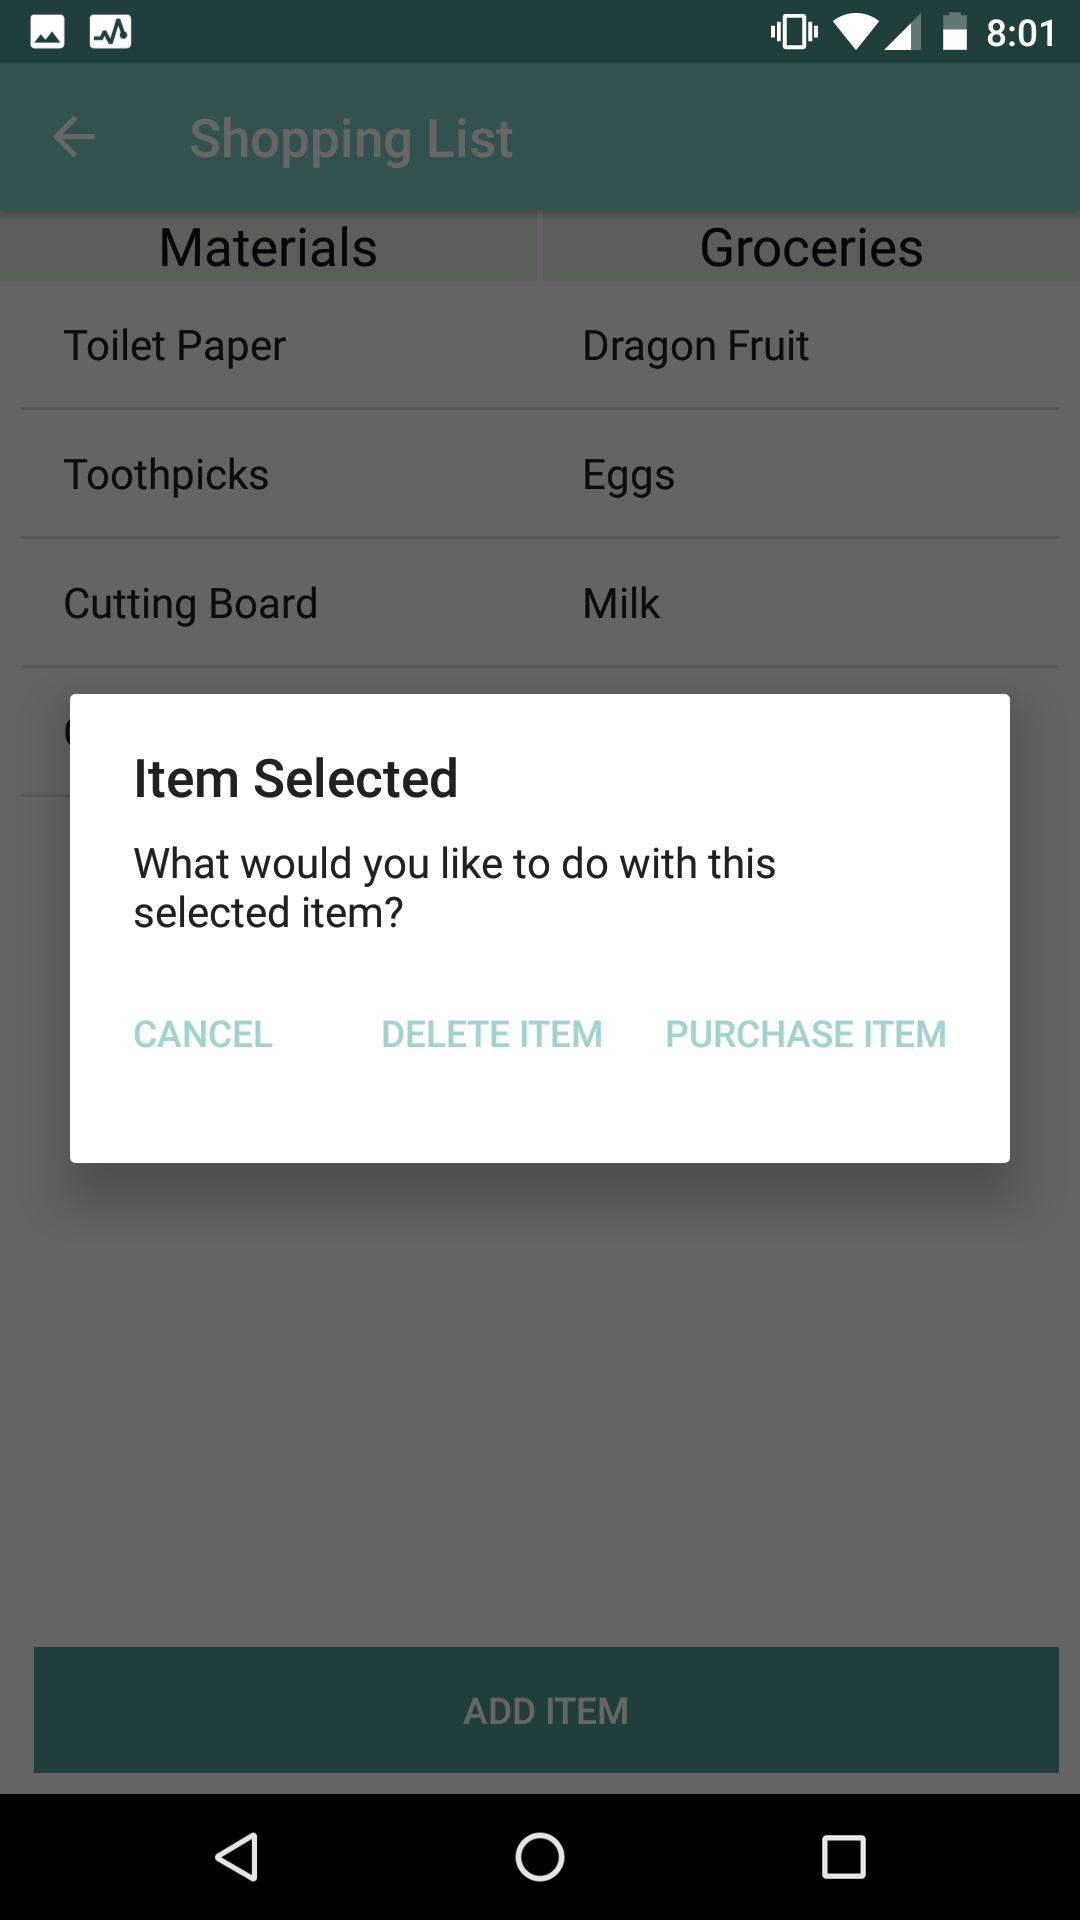 8:01
Shopping List
Materials Groceries
Toilet Paper Dragon Fruit
Toothpicks Eggs
Cutting Board Milk
Item Selected
What would you like to do with this
selected item?
CANCEL DELETE ITEM PURCHASE ITEM
ADD ITEM